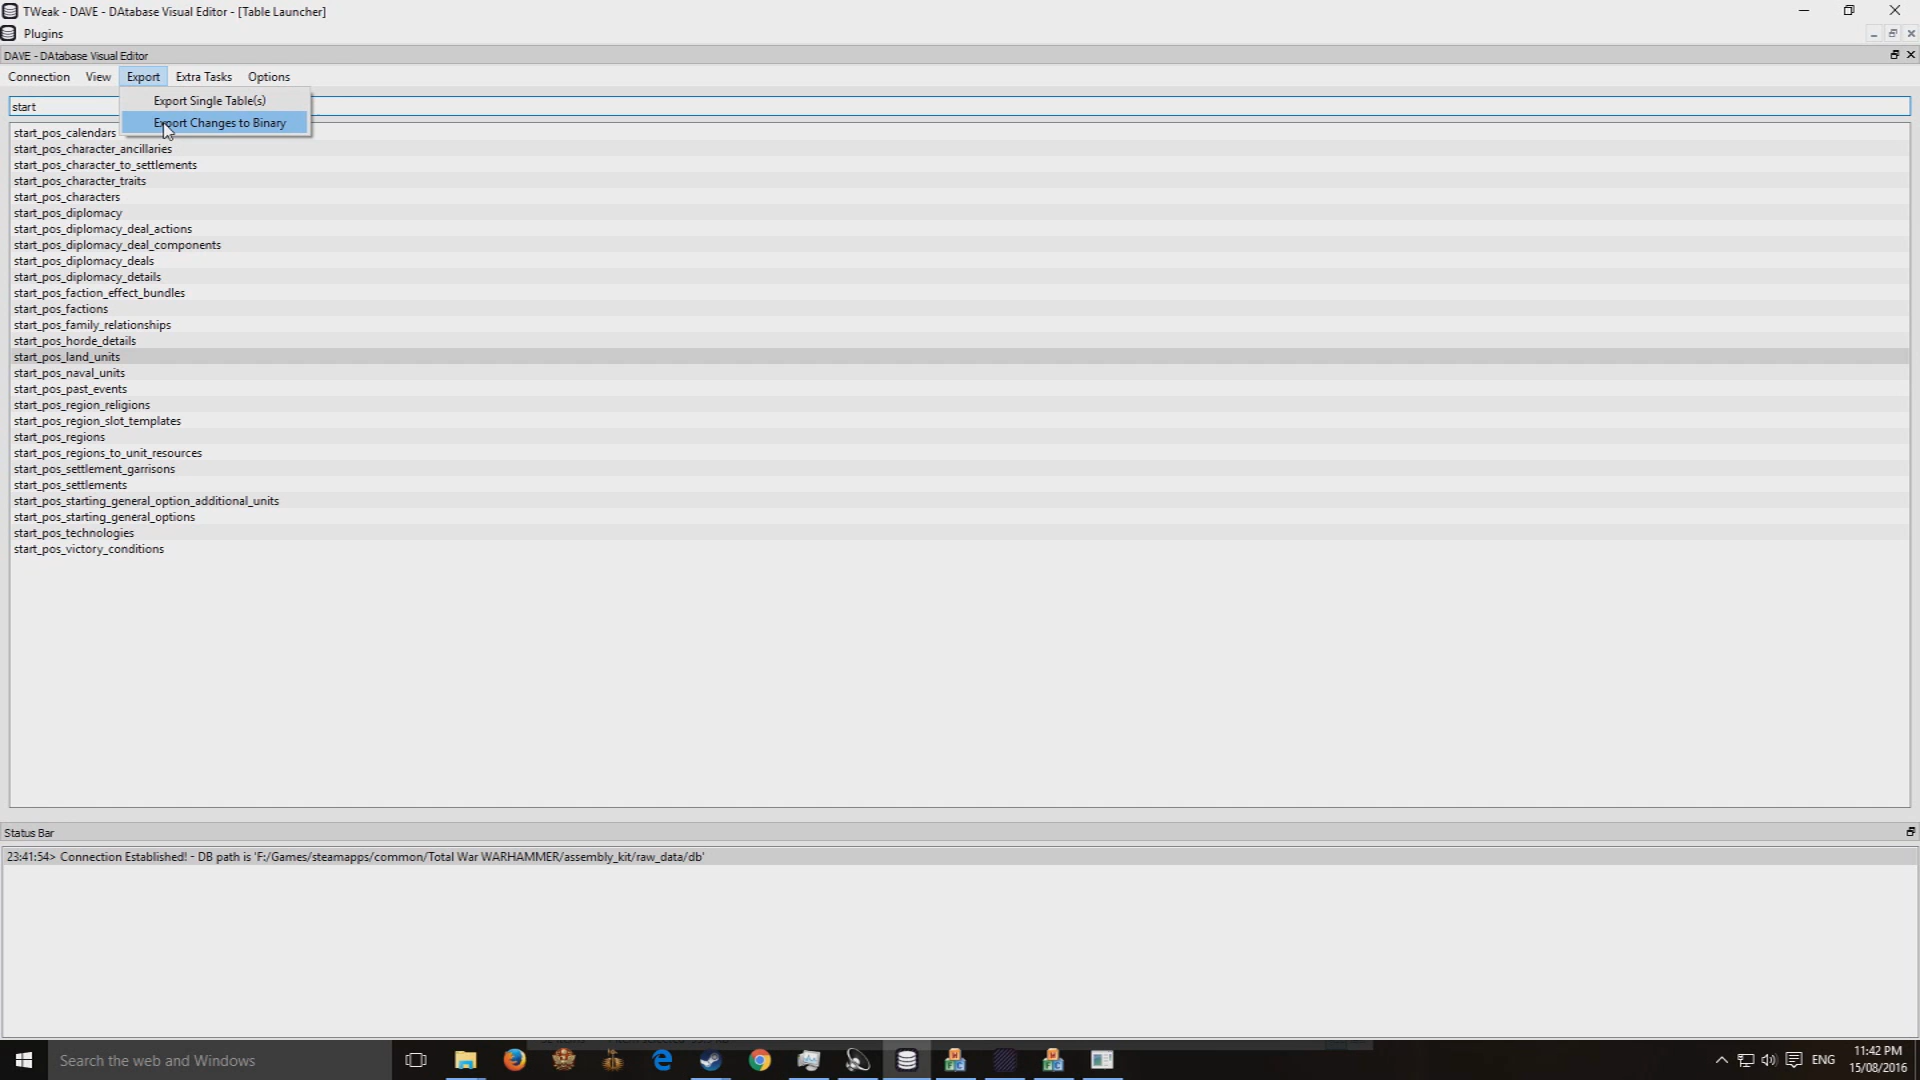 TWeak - DAVE - DAtabase Visual Editor - [Table Launcher]
Plugins
DAVE - DAtabase Visual Editor
Connection View Export Extra Tasks Options
start
Export Single Table(s)
Export Changes to Binary
start_pos_calendars
start_pos_character_ancillaries
start_pos_character_to_settlements
start_pos_character_traits
start_pos_characters
start_pos_diplomacy
start_pos_diplomacy_deal_actions
start_pos_diplomacy_deal_components
start_pos_diplomacy_deals
start_pos_diplomacy_details
start_pos_faction_effect_bundles
start_pos_factions
start_pos_family_relationships
start_pos_horde_details
start_pos_land_units
start_pos_naval_units
start_pos_past_events
start_pos_region_religions
start_pos_region_slot_templates
start_pos_regions
start_pos_regions_to_unit_resources
start_pos_settlement_garrisons
start_pos_settlements
start_pos_starting_general_option_additional_units
start_pos_starting_general_options
start_pos_technologies
start_pos_victory_conditions
Status Bar
23:41:54> Connection Established! - DB path is 'F:/Games/steamapps/common/Total War WARHAMMER/assembly_kit/raw_data/db'
Search the web and Windows
ENG
11:42 PM
15/08/2016